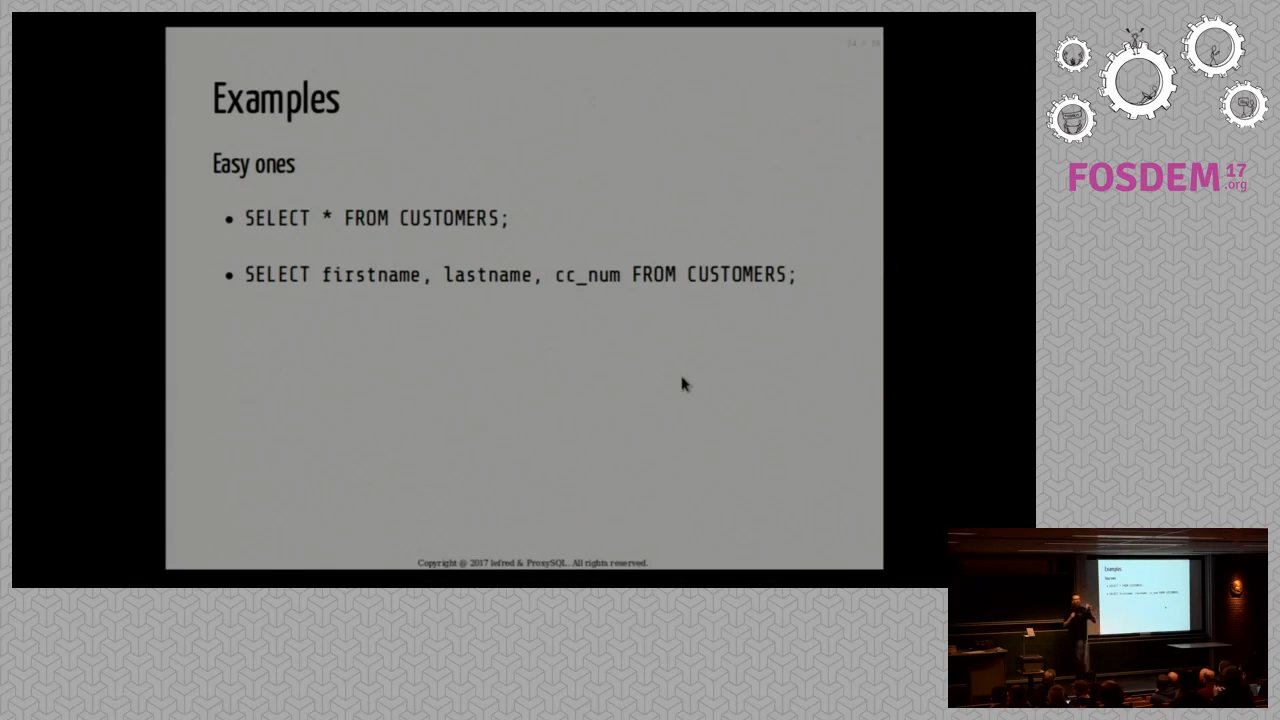 Examples
Easy ones
• SELECT * FROM CUSTOMERS;
• SELECT firstname, lastname, cc_num FROM CUSTOMERS;
Copyright @ 2017 lefred & ProxySQL. All rights reserved.
FOSDEM 17
.org
Examples